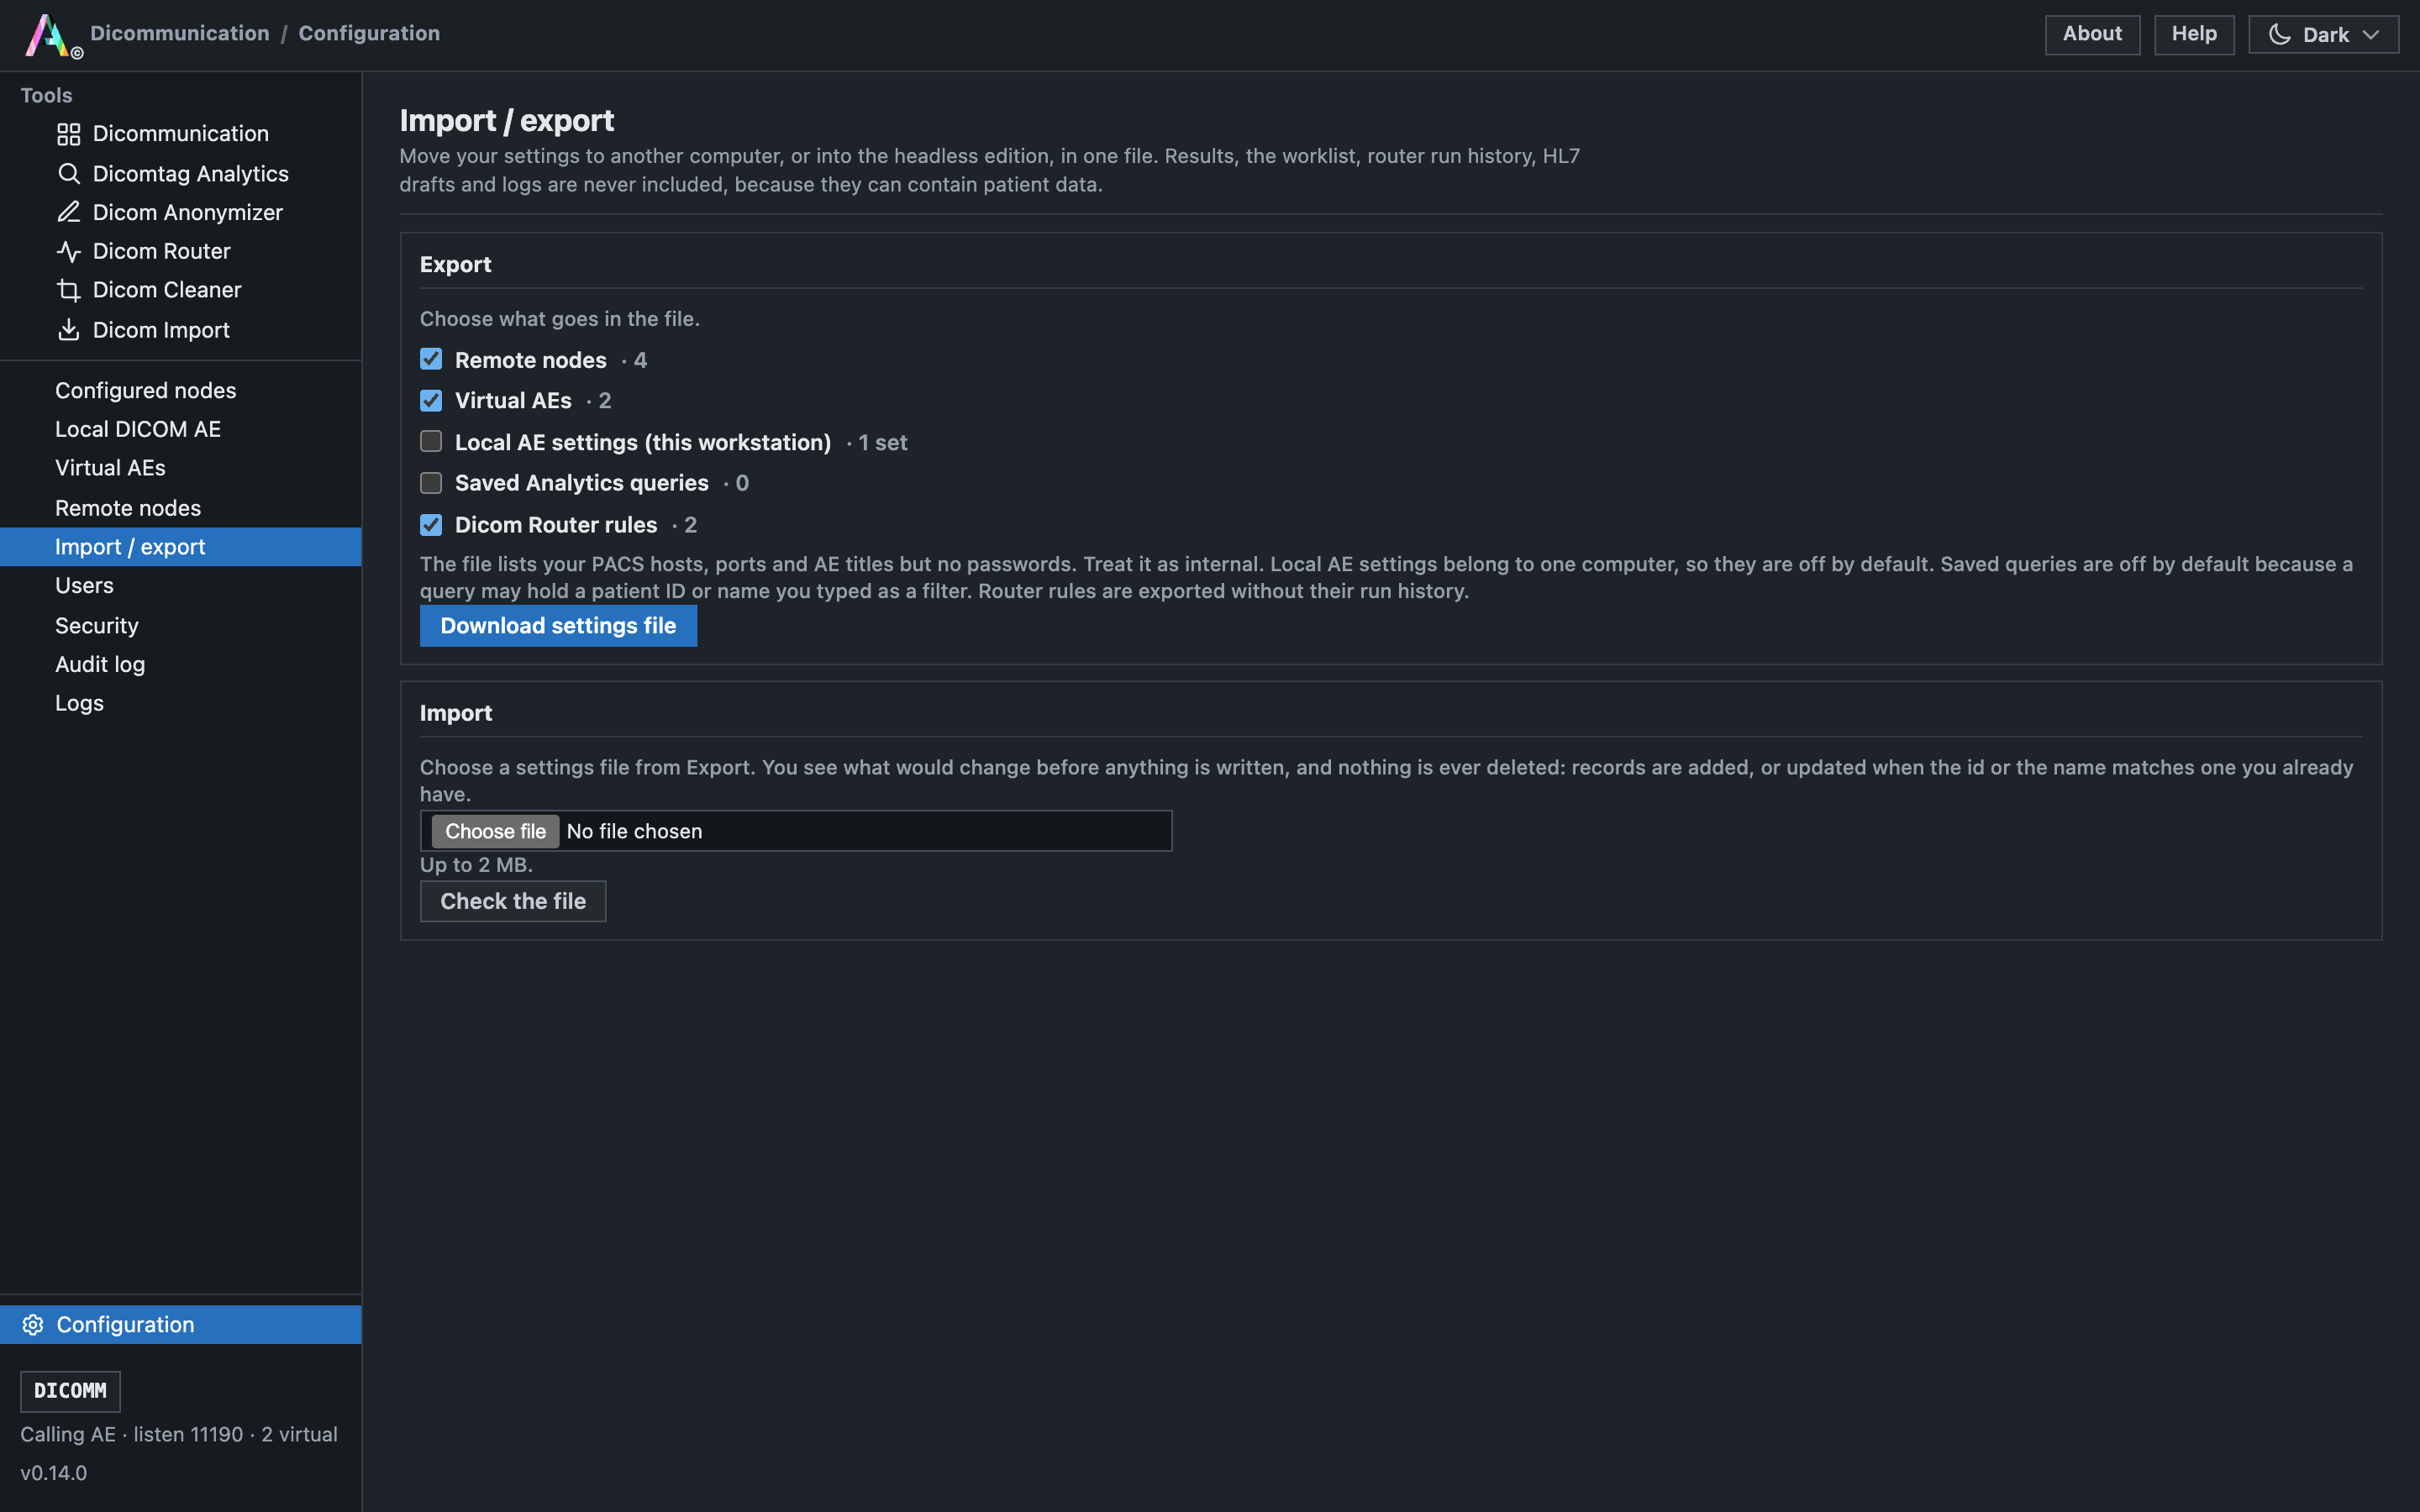 Dicommunication / Configuration
About
Help
Dark
Tools
Dicommunication
Dicomtag Analytics
Dicom Anonymizer
Dicom Router
Dicom Cleaner
Dicom Import
Configured nodes
Local DICOM AE
Virtual AEs
Remote nodes
Import / export
Users
Security
Audit log
Logs
Configuration
DICOMM
Calling AE · listen 11190 · 2 virtual
v0.14.0
Import / export
Move your settings to another computer, or into the headless edition, in one file. Results, the worklist, router run history, HL7
drafts and logs are never included, because they can contain patient data.
Export
Choose what goes in the file.
Remote nodes · 4
Virtual AEs · 2
Local AE settings (this workstation) · 1 set
Saved Analytics queries · 0
Dicom Router rules · 2
The file lists your PACS hosts, ports and AE titles but no passwords. Treat it as internal. Local AE settings belong to one computer, so they are off by default. Saved queries are off by default because a
query may hold a patient ID or name you typed as a filter. Router rules are exported without their run history.
Download settings file
Import
Choose a settings file from Export. You see what would change before anything is written, and nothing is ever deleted: records are added, or updated when the id or the name matches one you already
have.
Choose file No file chosen
Up to 2 MB.
Check the file